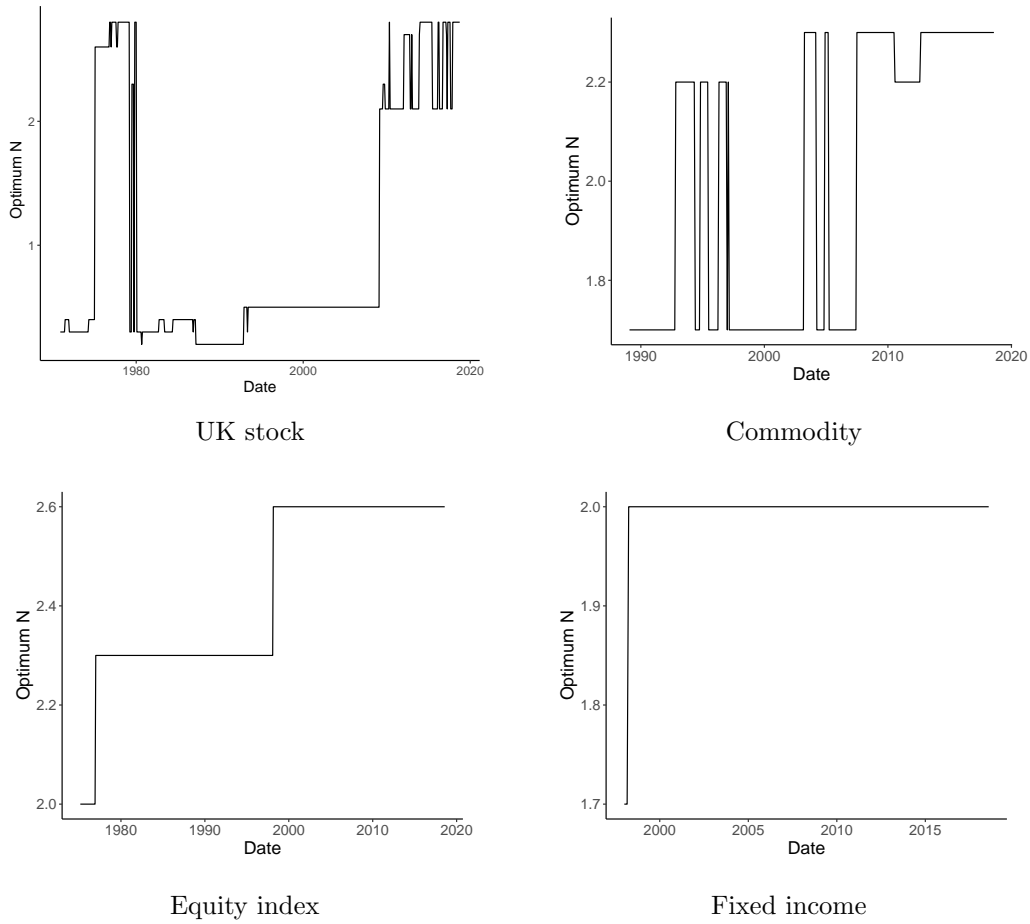 Optimum N
2
1
1980
2000
2020
Date
UK stock
Optimum N
2.2
2.0
1.8
1990
2000
2010
2020
Date
Commodity
Optimum N
2.6
2.4
2.2
2.0
1980
1990
2000
2010
2020
Date
Equity index
Optimum N
2.0
1.9
1.8
1.7
2000
2005
2010
2015
Date
Fixed income